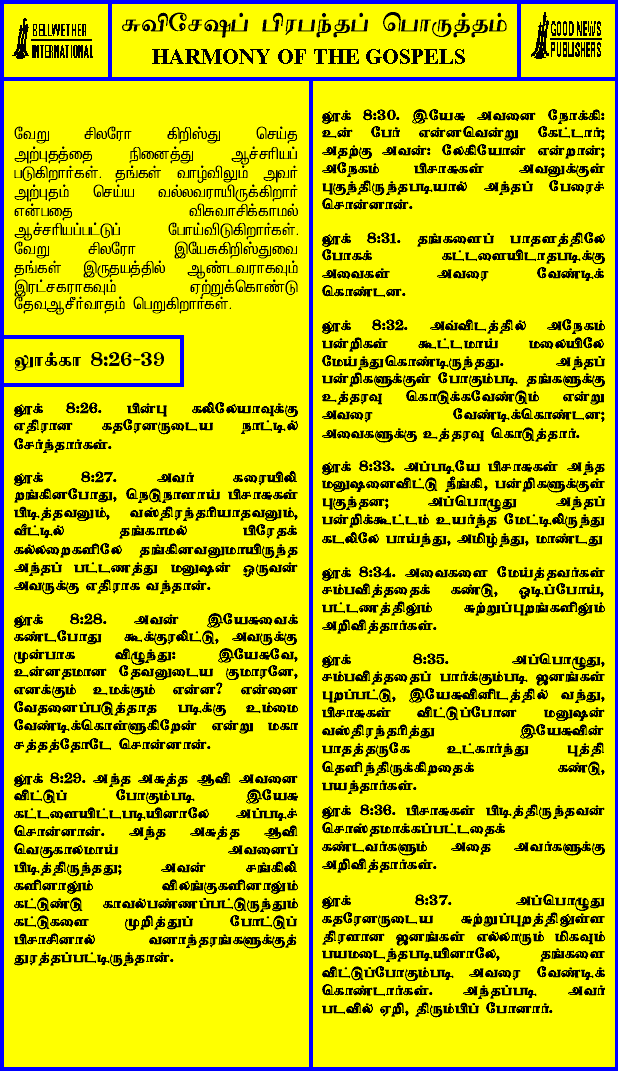 BELLWETHER
INTERNATIONAL
சுவிசேஷப் பிரபந்தப் பொருத்தம்
HARMONY OF THE GOSPELS
GOOD NEWS
PUBLISHERS
வேறு சிலரோ கிறிஸ்து செய்த
அற்புதத்தை நினைத்து ஆச்சரியப்
படுகிறார்கள். தங்கள் வாழ்விலும் அவர்
அற்புதம் செய்ய வல்லவராயிருக்கிறார்
என்பதை விசுவாசிக்காமல்
ஆச்சரியப்பட்டுப் போய்விடுகிறார்கள்.
வேறு சிலரோ இயேசுகிறிஸ்துவை
தங்கள் இருதயத்தில் ஆண்டவராகவும்
இரட்சகராகவும் ஏற்றுக்கொண்டு
தேவஆசீர்வாதம் பெறுகிறார்கள்.
லூக்கா 8:26-39
லூக் 8:26. பின்பு கலிலேயாவுக்கு
எதிரான கதரேனருடைய நாட்டில்
சேர்ந்தார்கள்.
லூக் 8:27. அவர் கரையிலி
றங்கினபோது, நெடுநாளாய் பிசாசுகள்
பிடித்தவனும், வஸ்திரந்தரியாதவனும்,
வீட்டில் தங்காமல் பிரேதக்
கல்லறைகளிலே தங்கினவனுமாயிருந்த
அந்தப் பட்டணத்து மனுஷன் ஒருவன்
அவருக்கு எதிராக வந்தான்.
லூக் 8:28. அவன் இயேசுவைக்
கண்டபோது கூக்குரலிட்டு, அவருக்கு
முன்பாக விழுந்து: இயேசுவே,
உன்னதமான தேவனுடைய குமாரனே,
எனக்கும் உமக்கும் என்ன? என்னை
வேதனைப்படுத்தாத படிக்கு உம்மை
வேண்டிக்கொள்ளுகிறேன் என்று மகா
சத்தத்தோடே சொன்னான்.
லூக் 8:29. அந்த அசுத்த ஆவி அவனை
விட்டுப் போகும்படி இயேசு
கட்டளையிட்டபடியினாலே அப்படிச்
சொன்னான். அந்த அசுத்த ஆவி
வெகுகாலமாய் அவனைப்
பிடித்திருந்தது; அவன் சங்கிலி
களினாலும் விலங்குகளினாலும்
கட்டுண்டு காவல்பண்ணப்பட்டிருந்தும்
கட்டுகளை முறித்துப் போட்டுப்
பிசாசினால் வனாந்தரங்களுக்குத்
துரத்தப்பட்டிருந்தான்.
லூக் 8:30. இயேசு அவனை நோக்கி:
உன் பேர் என்னவென்று கேட்டார்;
அதற்கு அவன்: லேகியோன் என்றான்;
அநேகம் பிசாசுகள் அவனுக்குள்
புகுந்திருந்தபடியால் அந்தப் பேரைச்
சொன்னான்.
லூக் 8:31. தங்களைப் பாதளத்திலே
போகக் கட்டளையிடாதபடிக்கு
அவைகள் அவரை வேண்டிக்
கொண்டன.
லூக் 8:32. அவ்விடத்தில் அநேகம்
பன்றிகள் கூட்டமாய் மலையிலே
மேய்ந்துகொண்டிருந்தது. அந்தப்
பன்றிகளுக்குள் போகும்படி தங்களுக்கு
உத்தரவு கொடுக்கவேண்டும் என்று
அவரை வேண்டிக்கொண்டன;
அவைகளுக்கு உத்தரவு கொடுத்தார்.
லூக் 8:33. அப்படியே பிசாசுகள் அந்த
மனுஷனைவிட்டு நீங்கி, பன்றிகளுக்குள்
புகுந்தன; அப்பொழுது அந்தப்
பன்றிக்கூட்டம் உயர்ந்த மேட்டிலிருந்து
கடலிலே பாய்ந்து, அமிழ்ந்து, மாண்டது
லூக் 8:34. அவைகளை மேய்த்தவர்கள்
சம்பவித்ததைக் கண்டு, ஓடிப்போய்,
பட்டணத்திலும் சுற்றுப்புறங்களிலும்
அறிவித்தார்கள்.
லூக் 8:35. அப்பொழுது,
சம்பவித்ததைப் பார்க்கும்படி ஜனங்கள்
புறப்பட்டு, இயேசுவினிடத்தில் வந்து,
பிசாசுகள் விட்டுப்போன மனுஷன்
வஸ்திரந்தரித்து இயேசுவின்
பாதத்தருகே உட்கார்ந்து புத்தி
தெளிந்திருக்கிறதைக் கண்டு,
பயந்தார்கள்.
லூக் 8:36. பிசாசுகள் பிடித்திருந்தவன்
சொஸ்தமாக்கப்பட்டதைக்
கண்டவர்களும் அதை அவர்களுக்கு
அறிவித்தார்கள்.
லூக் 8:37. அப்பொழுது
கதரேனருடைய சுற்றுப்புறத்திலுள்ள
திரளான ஜனங்கள் எல்லாரும் மிகவும்
பயமடைந்தபடியினாலே, தங்களை
விட்டுப்போகும்படி அவரை வேண்டிக்
கொண்டார்கள். அந்தப்படி அவர்
படவில் ஏறி, திரும்பிப் போனார்.